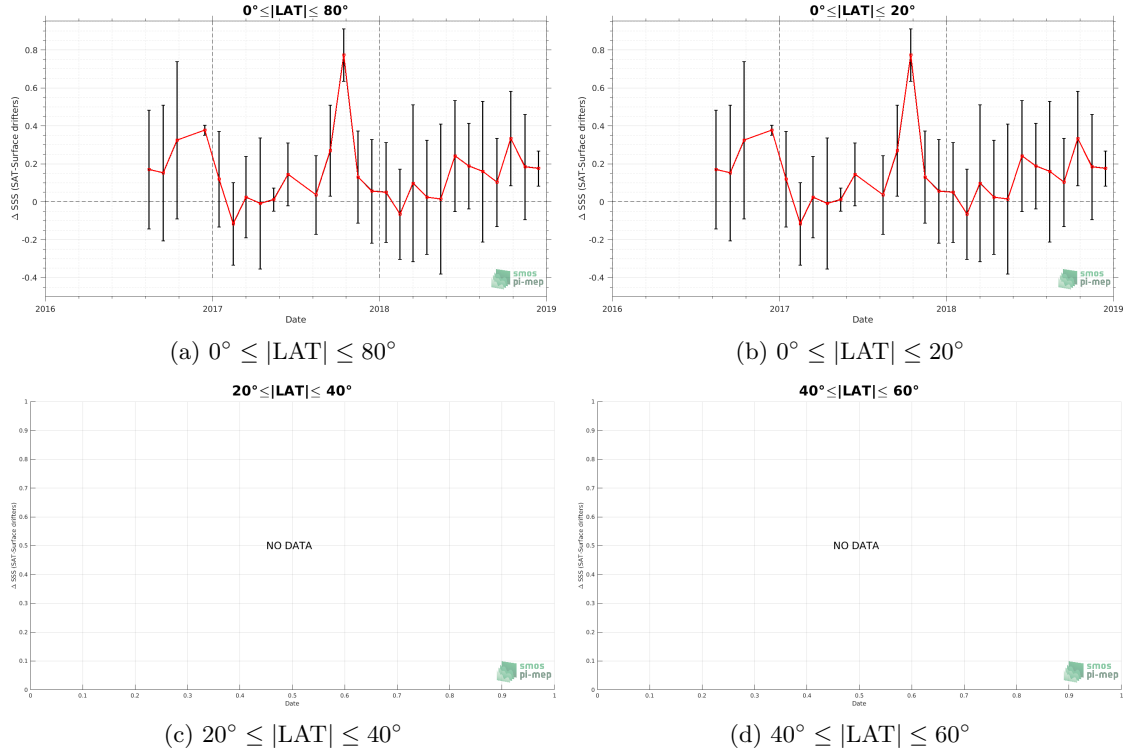 0°≤|LAT|≤ 80°
Δ SSS (SAT-Surface drifters)
0.8
0.6
0.4
0.2
0
-0.2
-0.4
2016
2017
2018
2019
Date
smos
pi-mep
(a) 0° ≤ |LAT| ≤ 80°
0°≤|LAT|≤ 20°
Δ SSS (SAT-Surface drifters)
0.8
0.6
0.4
0.2
0
-0.2
-0.4
2016
2017
2018
2019
Date
smos
pi-mep
(b) 0° ≤ |LAT| ≤ 20°
20°≤|LAT|≤ 40°
Δ SSS (SAT-Surface drifters)
1
0.9
0.8
0.7
0.6
0.5
0.4
0.3
0.2
0.1
0
NO DATA
0
0.1
0.2
0.3
0.4
0.5
0.6
0.7
0.8
0.9
1
Date
smos
pi-mep
(c) 20° ≤ |LAT| ≤ 40°
40°≤|LAT|≤ 60°
Δ SSS (SAT-Surface drifters)
1
0.9
0.8
0.7
0.6
0.5
0.4
0.3
0.2
0.1
0
NO DATA
0
0.1
0.2
0.3
0.4
0.5
0.6
0.7
0.8
0.9
1
Date
smos
pi-mep
(d) 40° ≤ |LAT| ≤ 60°